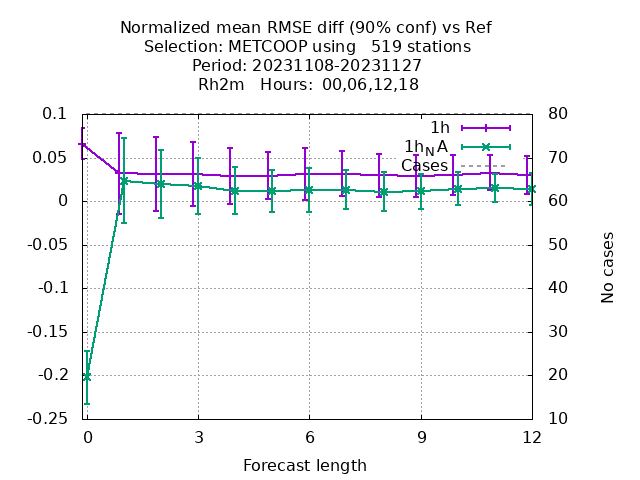 Normalized mean RMSE diff (90% conf) vs Ref
Selection: METCOOP using   519 stations
Period: 20231108-20231127
Rh2m   Hours:  00,06,12,18
0.1
0.05
0
-0.05
-0.1
-0.15
-0.2
-0.25
80
70
60
50
40
30
20
10
1h
1h_N A
Cases
No cases
0 3 6 9 12
Forecast length